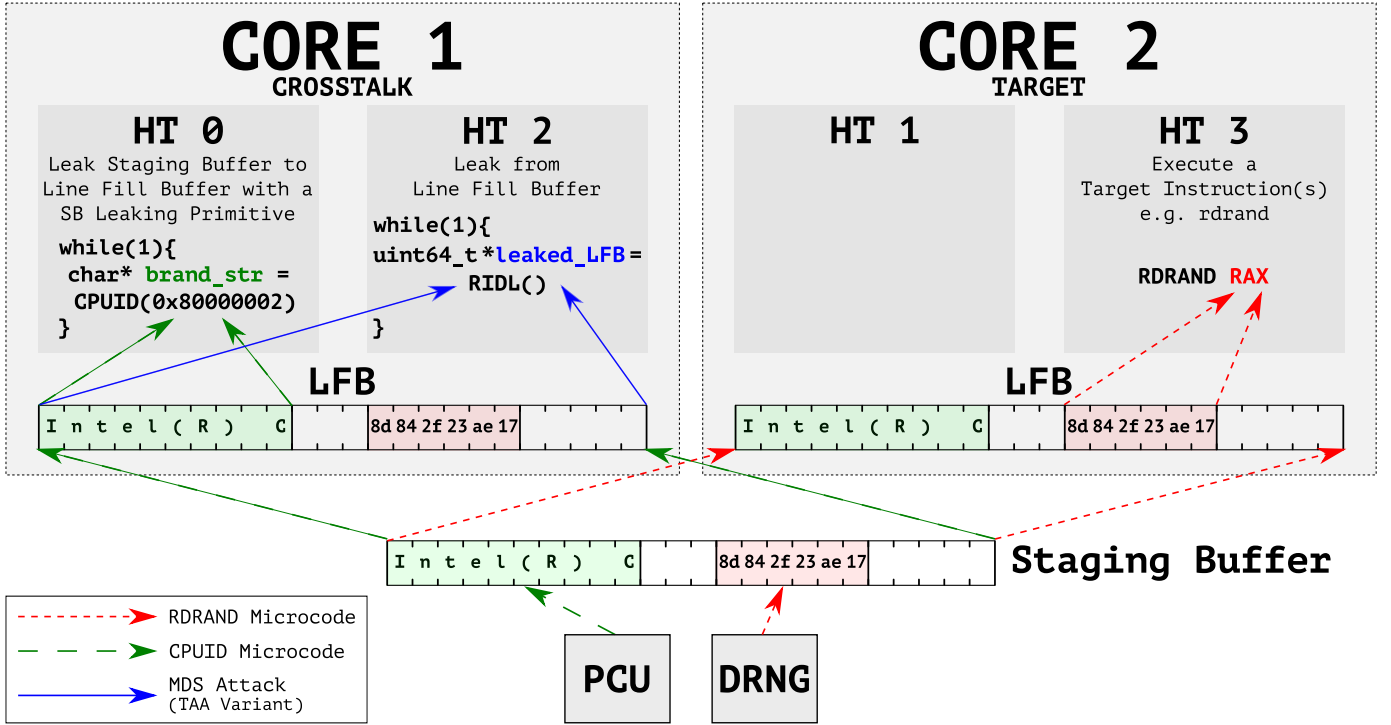 CORE 1
CROSSTALK
HT 0
Leak Staging Buffer to
Line Fill Buffer with a
SB Leaking Primitive
while(1){
char* brand_str =
CPUID(0x80000002)
}
HT 2
Leak from
Line Fill Buffer
while(1){
uint64_t *leaked_LFB =
RIDL()
}
LFB
I n t e l ( R ) C
8d 84 2f 23 ae 17
CORE 2
TARGET
HT 1
HT 3
Execute a
Target Instruction(s)
e.g. rdrand
RDRAND RAX
LFB
I n t e l ( R ) C
8d 84 2f 23 ae 17
I n t e l ( R ) C
8d 84 2f 23 ae 17
Staging Buffer
RDRAND Microcode
CPUID Microcode
MDS Attack
(TAA Variant)
PCU
DRNG